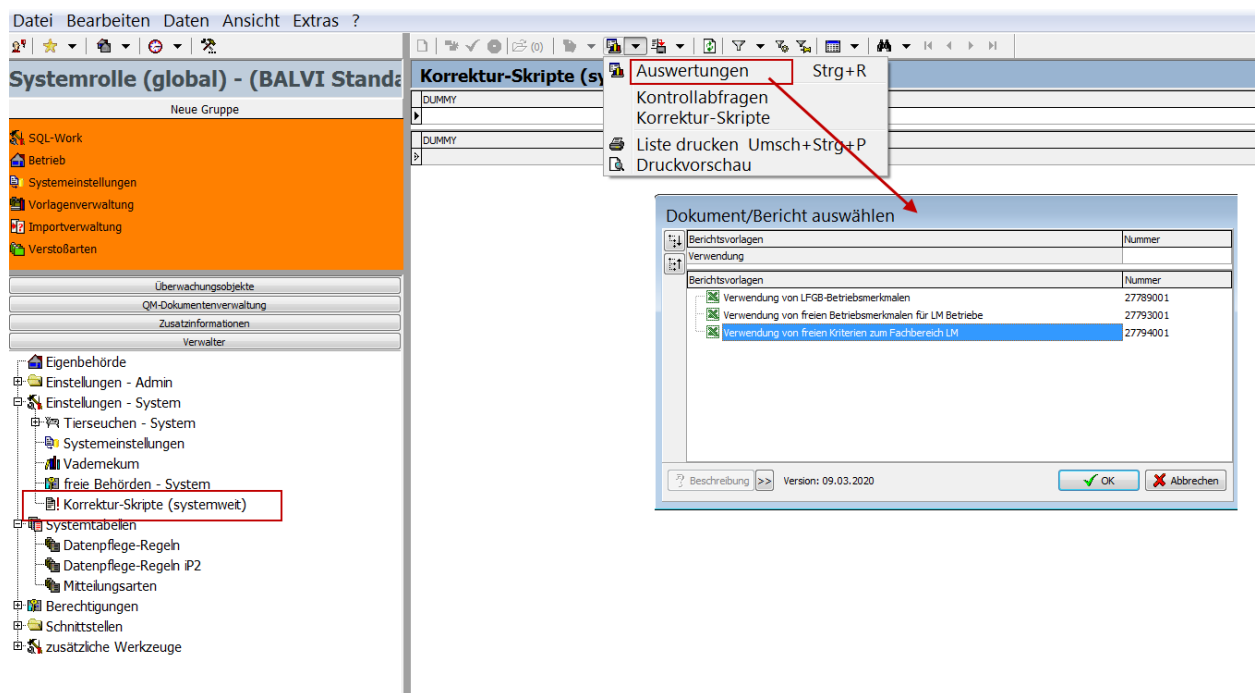 Datei Bearbeiten Daten Ansicht Extras ?
(0)
Systemrolle (global) - (BALVI Standa
Neue Gruppe
SQL-Work
Betrieb
Systemeinstellungen
Vorlagenverwaltung
Importverwaltung
Verstoßarten
Überwachungsobjekte
QM-Dokumentenverwaltung
Zusatzinformationen
Verwalter
Eigenbehörde
Einstellungen - Admin
Einstellungen - System
Tierseuchen - System
Systemeinstellungen
Vademekum
freie Behörden - System
Korrektur-Skripte (systemweit)
Systemtabellen
Datenpflege-Regeln
Datenpflege-Regeln iP2
Mitteilungsarten
Berechtigungen
Schnittstellen
zusätzliche Werkzeuge
Korrektur-Skripte (sy
DUMMY
DUMMY
Auswertungen Strg+R
Kontrollabfragen
Korrektur-Skripte
Liste drucken Umsch+Strg+P
Druckvorschau
Dokument/Bericht auswählen
Berichtsvorlagen Nummer
Verwendung
Berichtsvorlagen Nummer
Verwendung von LFGB-Betriebsmerkmalen 27789001
Verwendung von freien Betriebsmerkmalen für LM Betriebe 27793001
Verwendung von freien Kriterien zum Fachbereich LM 27794001
Beschreibung >> Version: 09.03.2020 OK Abbrechen